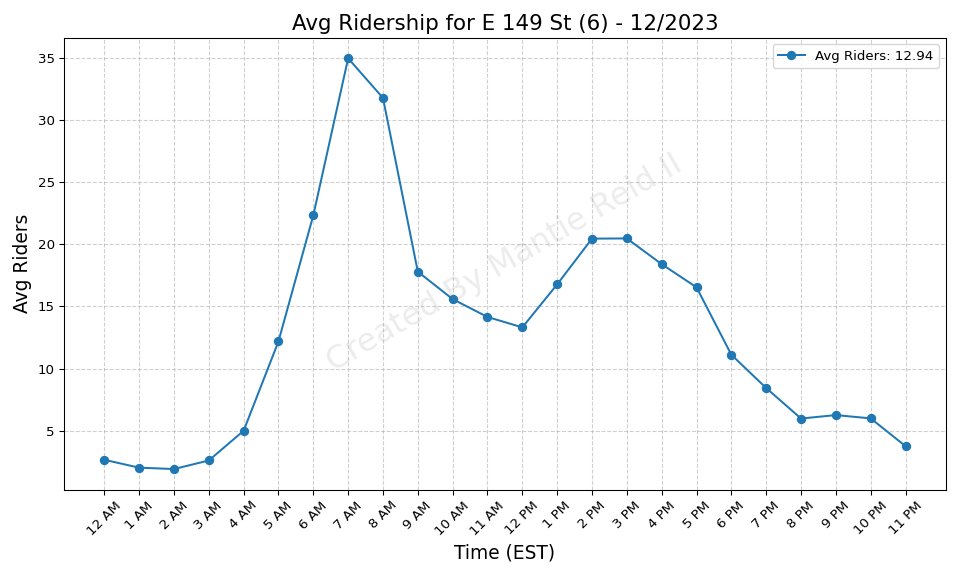 Avg Ridership for E 149 St (6) - 12/2023
Avg Riders: 12.94
Avg Riders
35
30
25
20
15
10
5
Created By Mantle Reid II
12 AM
1 AM
2 AM
3 AM
4 AM
5 AM
6 AM
7 AM
8 AM
9 AM
10 AM
11 AM
12 PM
1 PM
2 PM
3 PM
4 PM
5 PM
6 PM
7 PM
8 PM
9 PM
10 PM
11 PM
Time (EST)